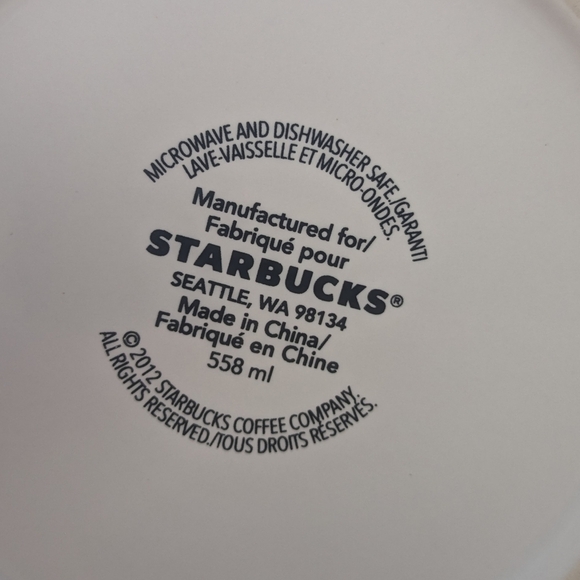 MICROWAVE AND DISHWASHER SAFE./GARANTI
LAVE-VAISSELLE ET MICRO-ONDES.
Manufactured for/
Fabriqué pour
STARBUCKS®
SEATTLE, WA 98134
Made in China/
Fabriqué en Chine
558 ml
© 2012 STARBUCKS COFFEE COMPANY.
ALL RIGHTS RESERVED./TOUS DROITS RÉSERVÉS.